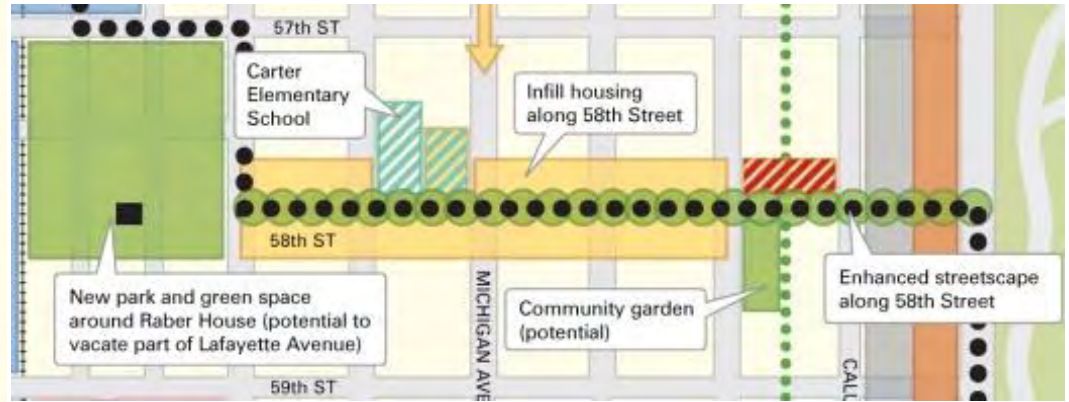 57th ST
Carter
Elementary
School
Infill housing
along 58th Street
58th ST
New park and green space
around Raber House (potential to
vacate part of Lafayette Avenue)
MICHIGAN AVE
Community garden
(potential)
Enhanced streetscape
along 58th Street
CALU
59th ST